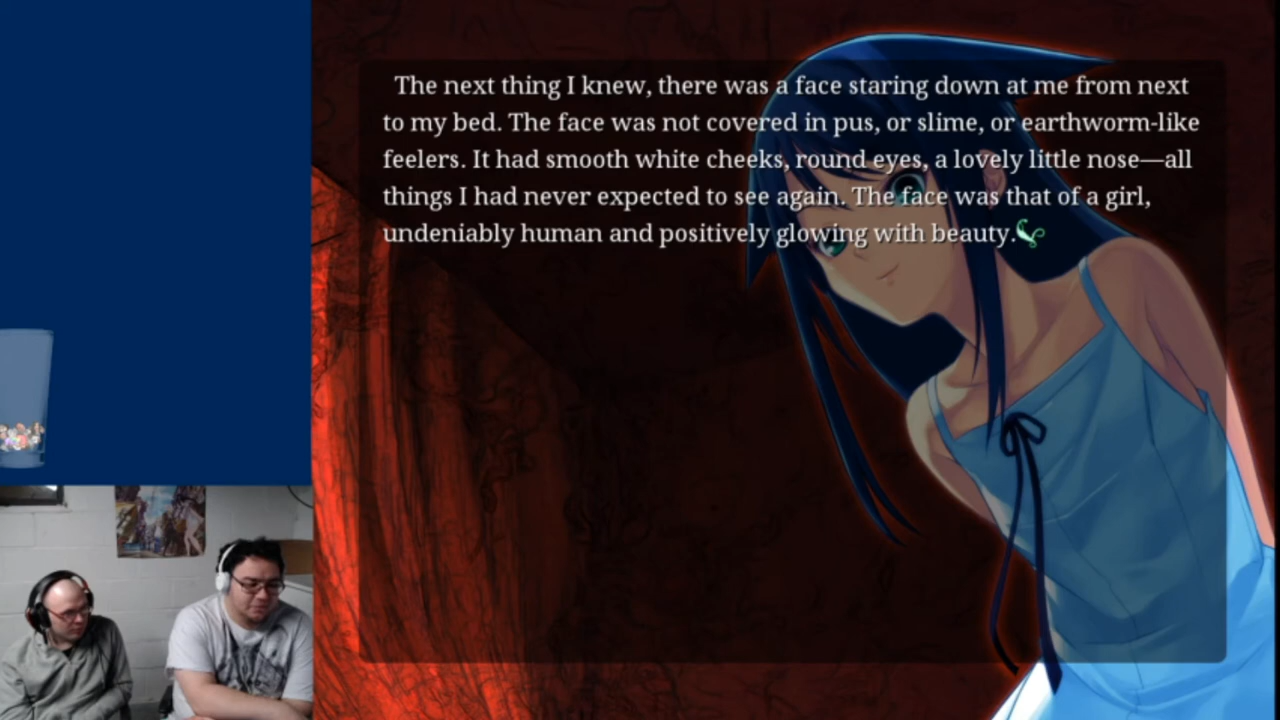 The next thing I knew, there was a face staring down at me from next
to my bed. The face was not covered in pus, or slime, or earthworm-like
feelers. It had smooth white cheeks, round eyes, a lovely little nose—all
things I had never expected to see again. The face was that of a girl,
undeniably human and positively glowing with beauty.